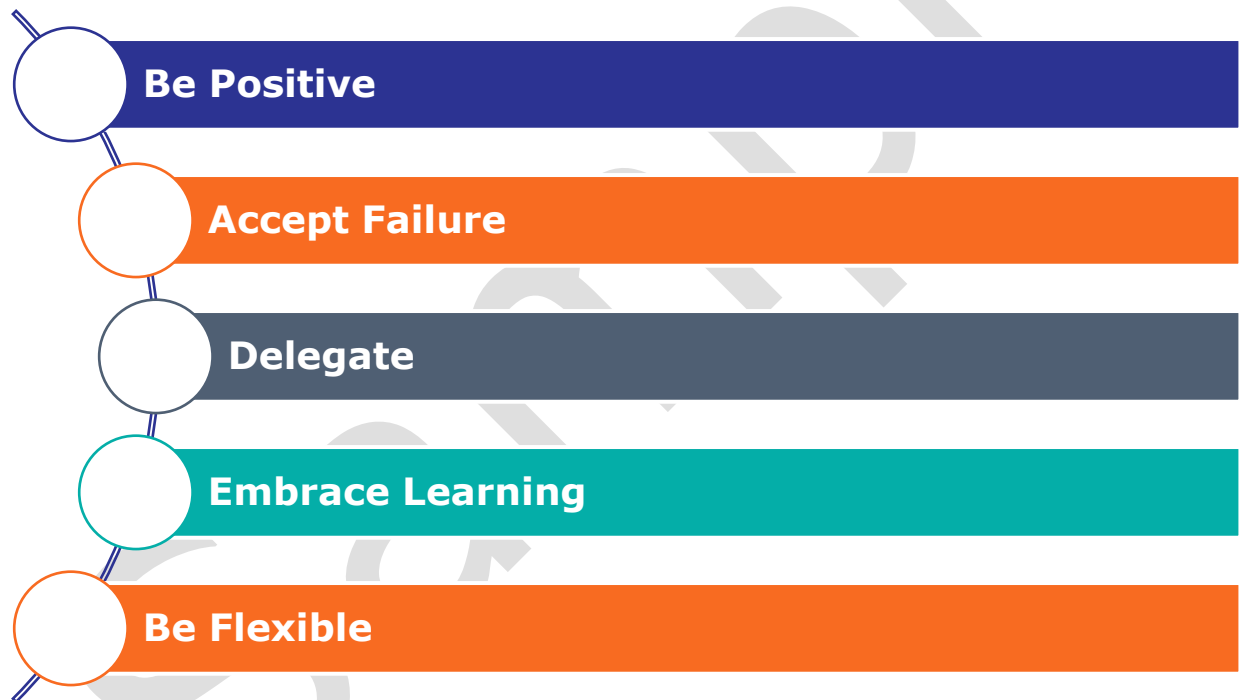 Be Positive
Accept Failure
Delegate
Embrace Learning
Be Flexible